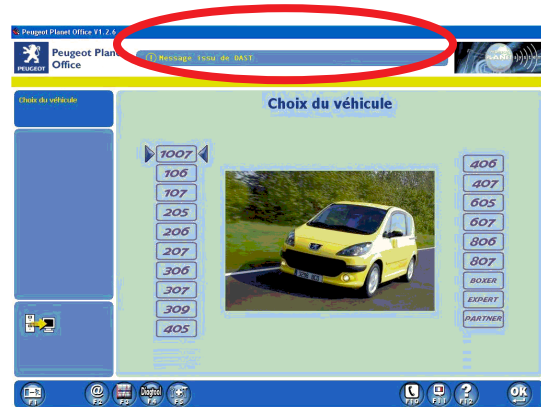 Peugeot Planet Office V1.2.6
PEUGEOT
Peugeot Plan
Office
Message issu de DAST
Choix du véhicule
Choix du véhicule
1007
106
107
205
206
207
306
307
309
405
406
407
605
607
806
807
BOXER
EXPERT
PARTNER
F1
@
F2
F3
Diagtool
F4
F5
F10
F11
?
F12
OK